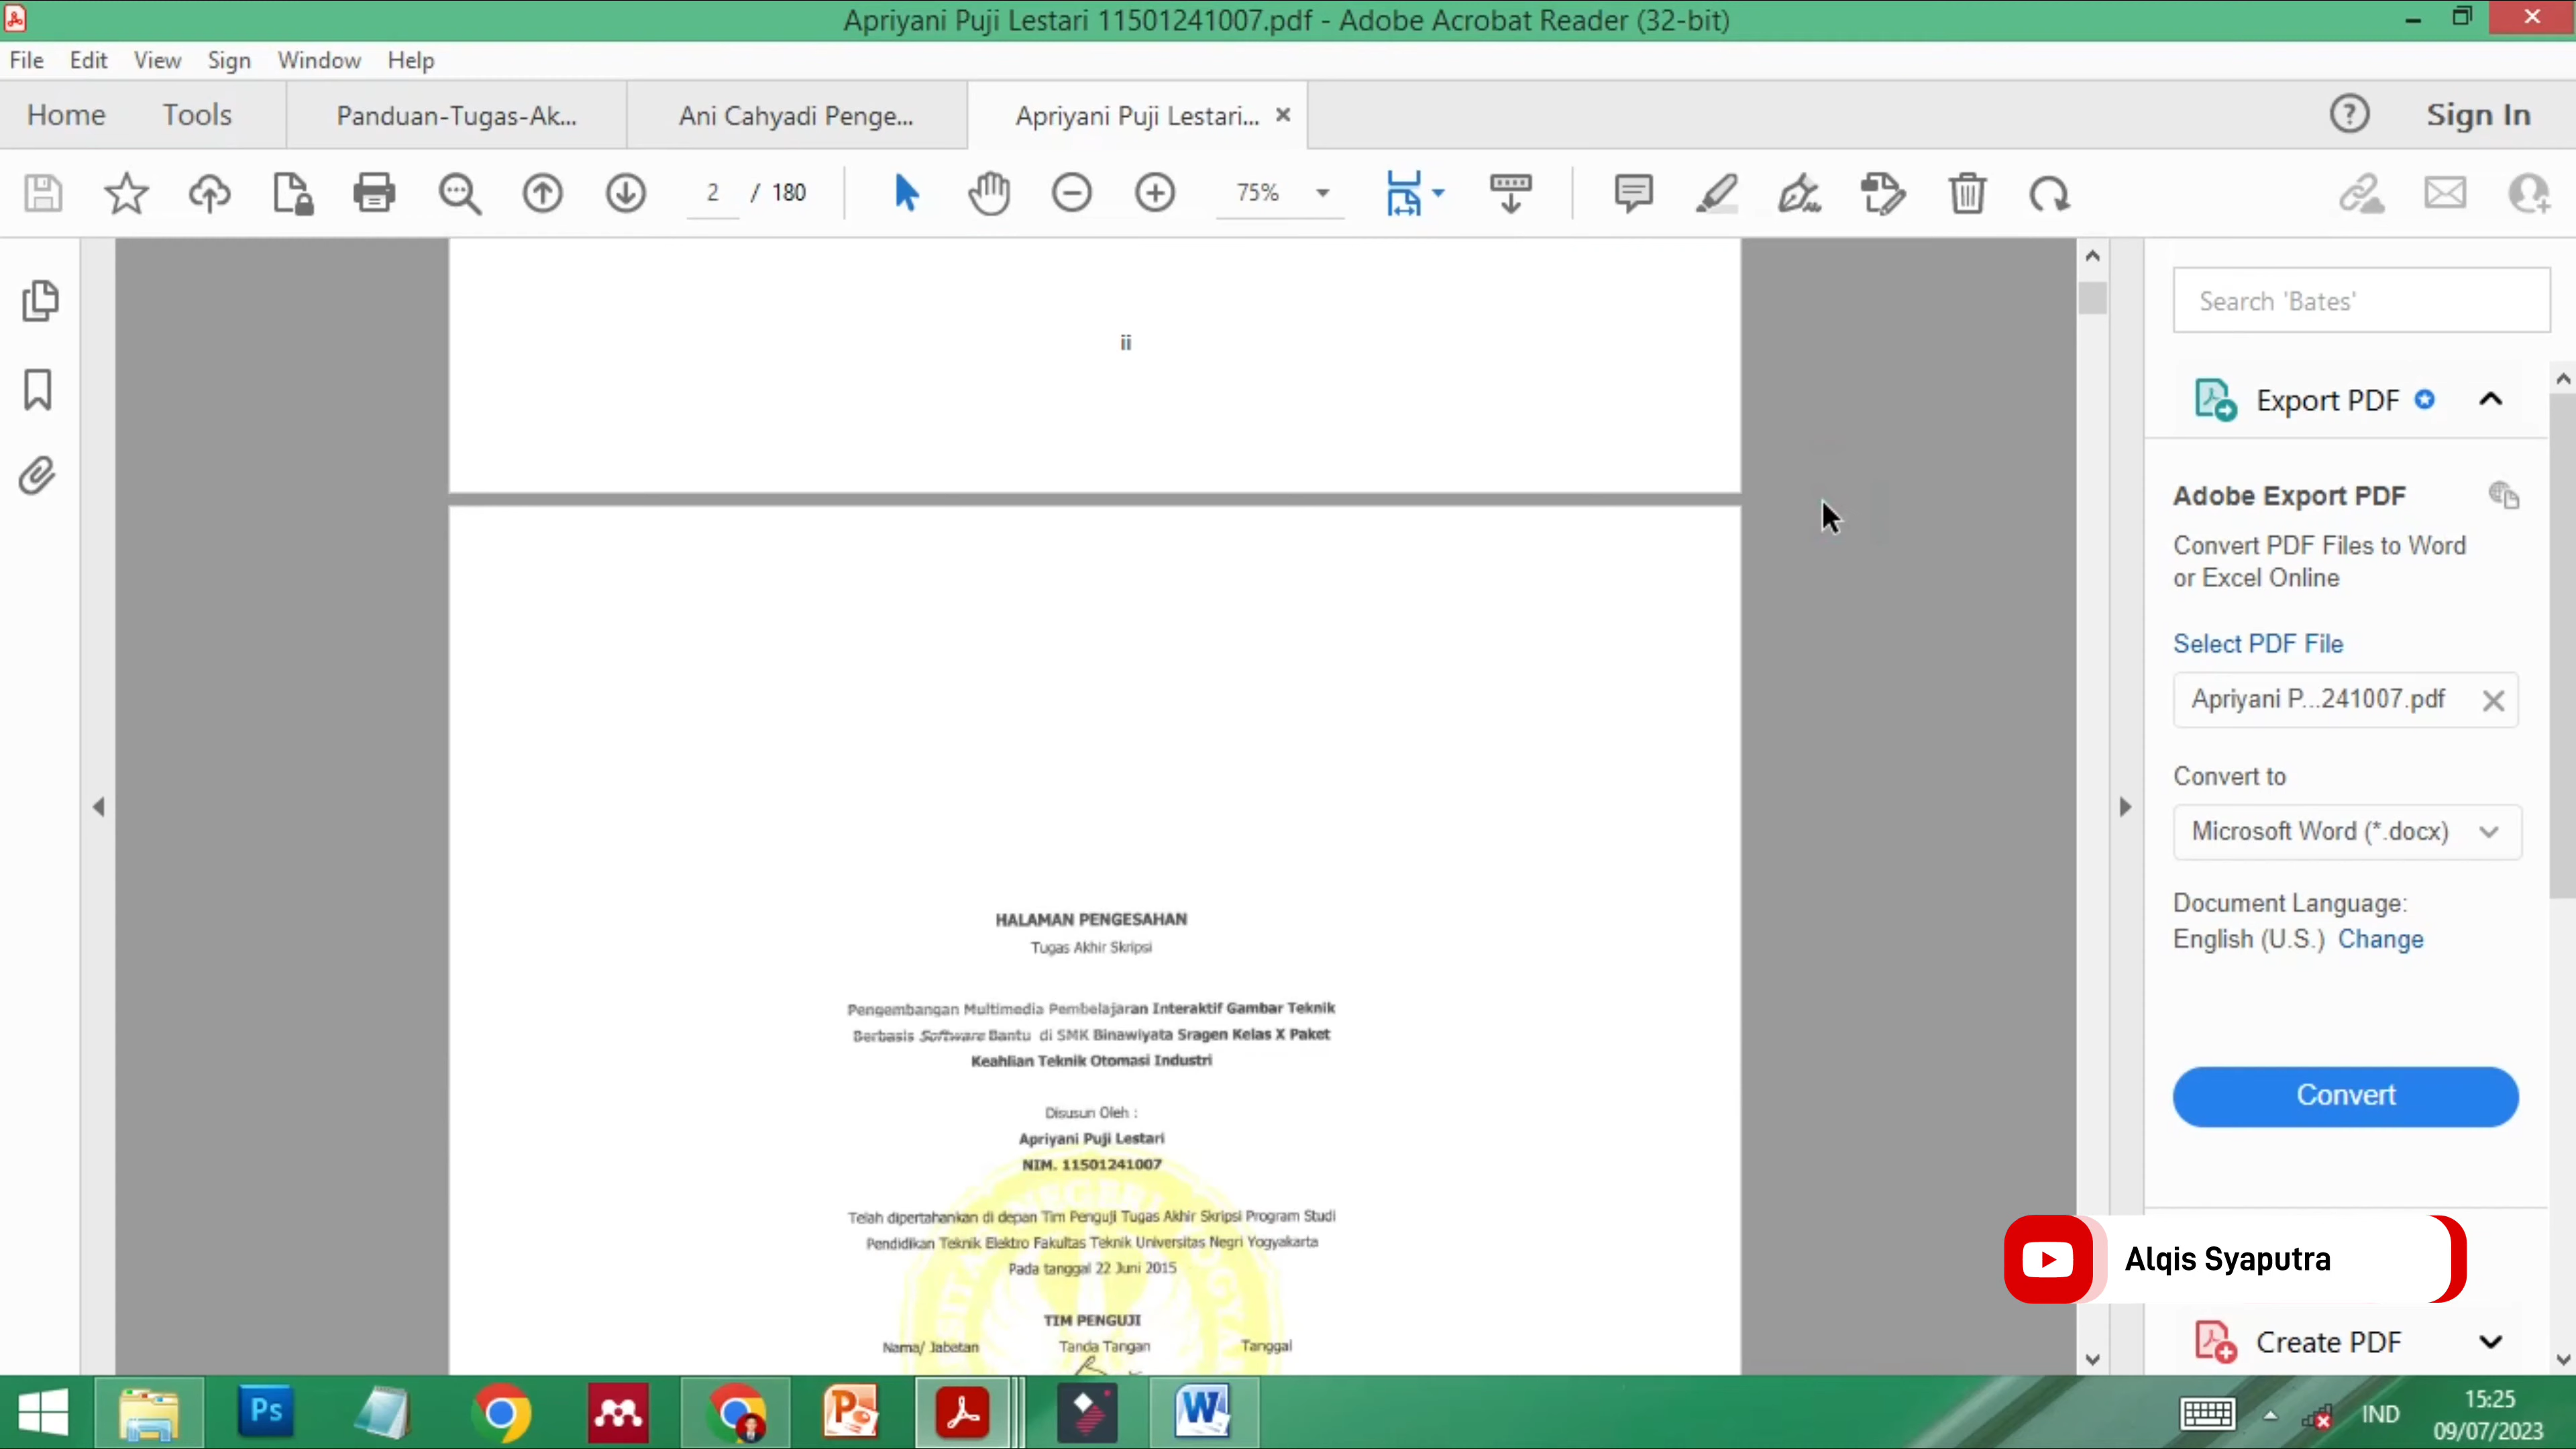 Apriyani Puji Lestari 11501241007.pdf - Adobe Acrobat Reader (32-bit)
File Edit View Sign Window Help
Home Tools Panduan-Tugas-Ak... Ani Cahyadi Penge... Apriyani Puji Lestari... Sign In
2 / 180 75%
ii
Search 'Bates'
Export PDF
Adobe Export PDF
Convert PDF Files to Word
or Excel Online
Select PDF File
Apriyani P...241007.pdf
Convert to
Microsoft Word (*.docx)
Document Language:
English (U.S.) Change
Convert
Create PDF
HALAMAN PENGESAHAN
Tugas Akhir Skripsi
Pengembangan Multimedia Pembelajaran Interaktif Gambar Teknik
Berbasis Software Bantu di SMK Binawiyata Sragen Kelas X Paket
Keahlian Teknik Otomasi Industri
Disusun Oleh :
Apriyani Puji Lestari
NIM. 11501241007
Telah dipertahankan di depan Tim Penguji Tugas Akhir Skripsi Program Studi
Pendidikan Teknik Elektro Fakultas Teknik Universitas Negri Yogyakarta
Pada tanggal 22 Juni 2015
TIM PENGUJI
Nama/ Jabatan Tanda Tangan Tanggal
Alqis Syaputra
Ps
IND
15:25
09/07/2023